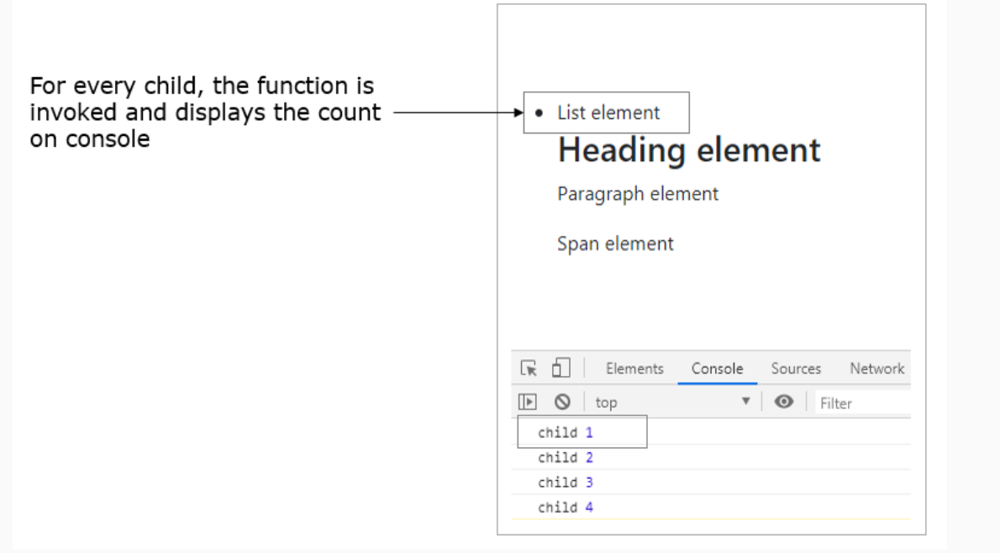 For every child, the function is
invoked and displays the count
on console
• List element
Heading element
Paragraph element
Span element
Elements Console Sources Network
top ▼ Filter
child 1
child 2
child 3
child 4